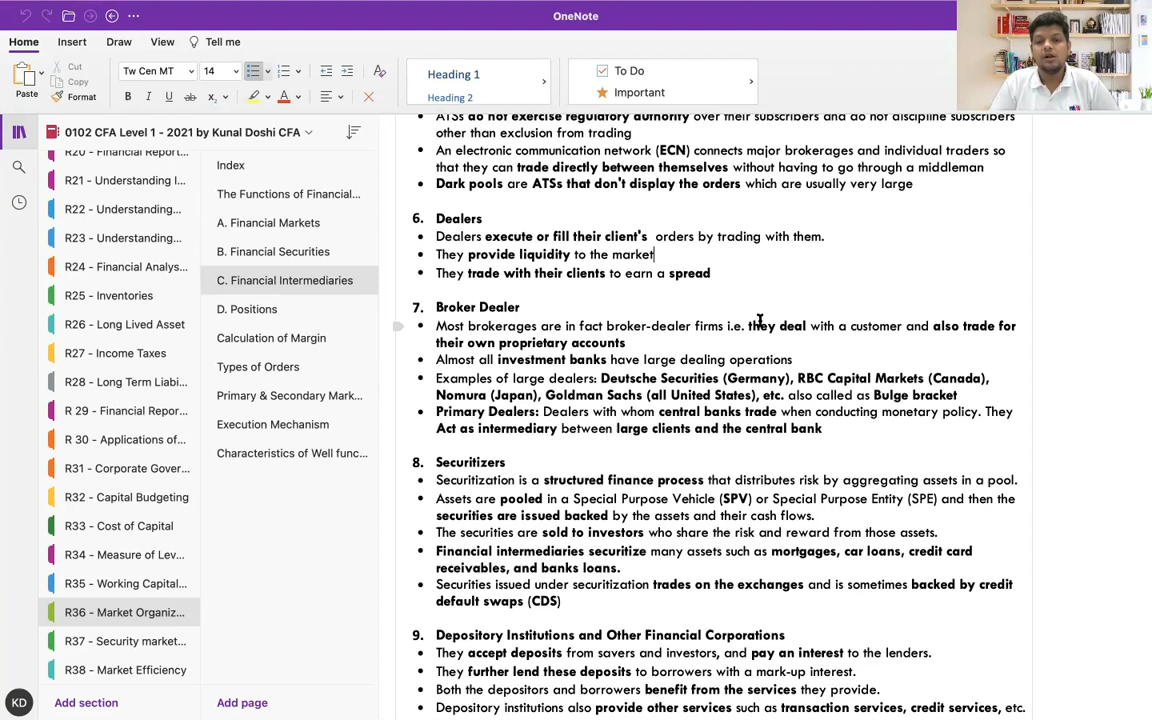 OneNote
Home Insert Draw View Tell me
Paste
Cut
Copy
Format
Tw Cen MT 14
B I U ab x₂ A
Heading 1
Heading 2
To Do
Important
0102 CFA Level 1 - 2021 by Kunal Doshi CFA
R20 - Financial Report...
R21 - Understanding I...
R22 - Understanding...
R23 - Understanding...
R24 - Financial Analys...
R25 - Inventories
R26 - Long Lived Asset
R27 - Income Taxes
R28 - Long Term Liabi...
R 29 - Financial Repor...
R 30 - Applications of...
R31 - Corporate Gover...
R32 - Capital Budgeting
R33 - Cost of Capital
R34 - Measure of Lev...
R35 - Working Capital...
R36 - Market Organiz...
R37 - Security market...
R38 - Market Efficiency
KD
Add section
Index
The Functions of Financial...
A. Financial Markets
B. Financial Securities
C. Financial Intermediaries
D. Positions
Calculation of Margin
Types of Orders
Primary & Secondary Mark...
Execution Mechanism
Characteristics of Well func...
Add page
• ATSs do not exercise regulatory authority over their subscribers and do not discipline subscribers
other than exclusion from trading
• An electronic communication network (ECN) connects major brokerages and individual traders so
that they can trade directly between themselves without having to go through a middleman
• Dark pools are ATSs that don't display the orders which are usually very large
6. Dealers
• Dealers execute or fill their client's orders by trading with them.
• They provide liquidity to the market
• They trade with their clients to earn a spread
7. Broker Dealer
• Most brokerages are in fact broker-dealer firms i.e. they deal with a customer and also trade for
their own proprietary accounts
• Almost all investment banks have large dealing operations
• Examples of large dealers: Deutsche Securities (Germany), RBC Capital Markets (Canada),
Nomura (Japan), Goldman Sachs (all United States), etc. also called as Bulge bracket
• Primary Dealers: Dealers with whom central banks trade when conducting monetary policy. They
Act as intermediary between large clients and the central bank
8. Securitizers
• Securitization is a structured finance process that distributes risk by aggregating assets in a pool.
• Assets are pooled in a Special Purpose Vehicle (SPV) or Special Purpose Entity (SPE) and then the
securities are issued backed by the assets and their cash flows.
• The securities are sold to investors who share the risk and reward from those assets.
• Financial intermediaries securitize many assets such as mortgages, car loans, credit card
receivables, and banks loans.
• Securities issued under securitization trades on the exchanges and is sometimes backed by credit
default swaps (CDS)
9. Depository Institutions and Other Financial Corporations
• They accept deposits from savers and investors, and pay an interest to the lenders.
• They further lend these deposits to borrowers with a mark-up interest.
• Both the depositors and borrowers benefit from the services they provide.
• Depository institutions also provide other services such as transaction services, credit services, etc.